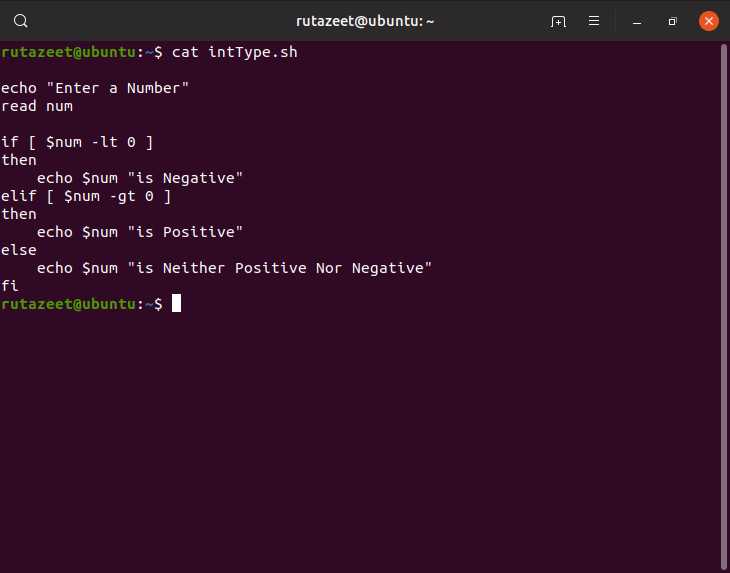 rutazeet@ubuntu: ~
rutazeet@ubuntu:~$ cat intType.sh

echo "Enter a Number"
read num

if [ $num -lt 0 ]
then
    echo $num "is Negative"
elif [ $num -gt 0 ]
then
    echo $num "is Positive"
else
    echo $num "is Neither Positive Nor Negative"
fi
rutazeet@ubuntu:~$